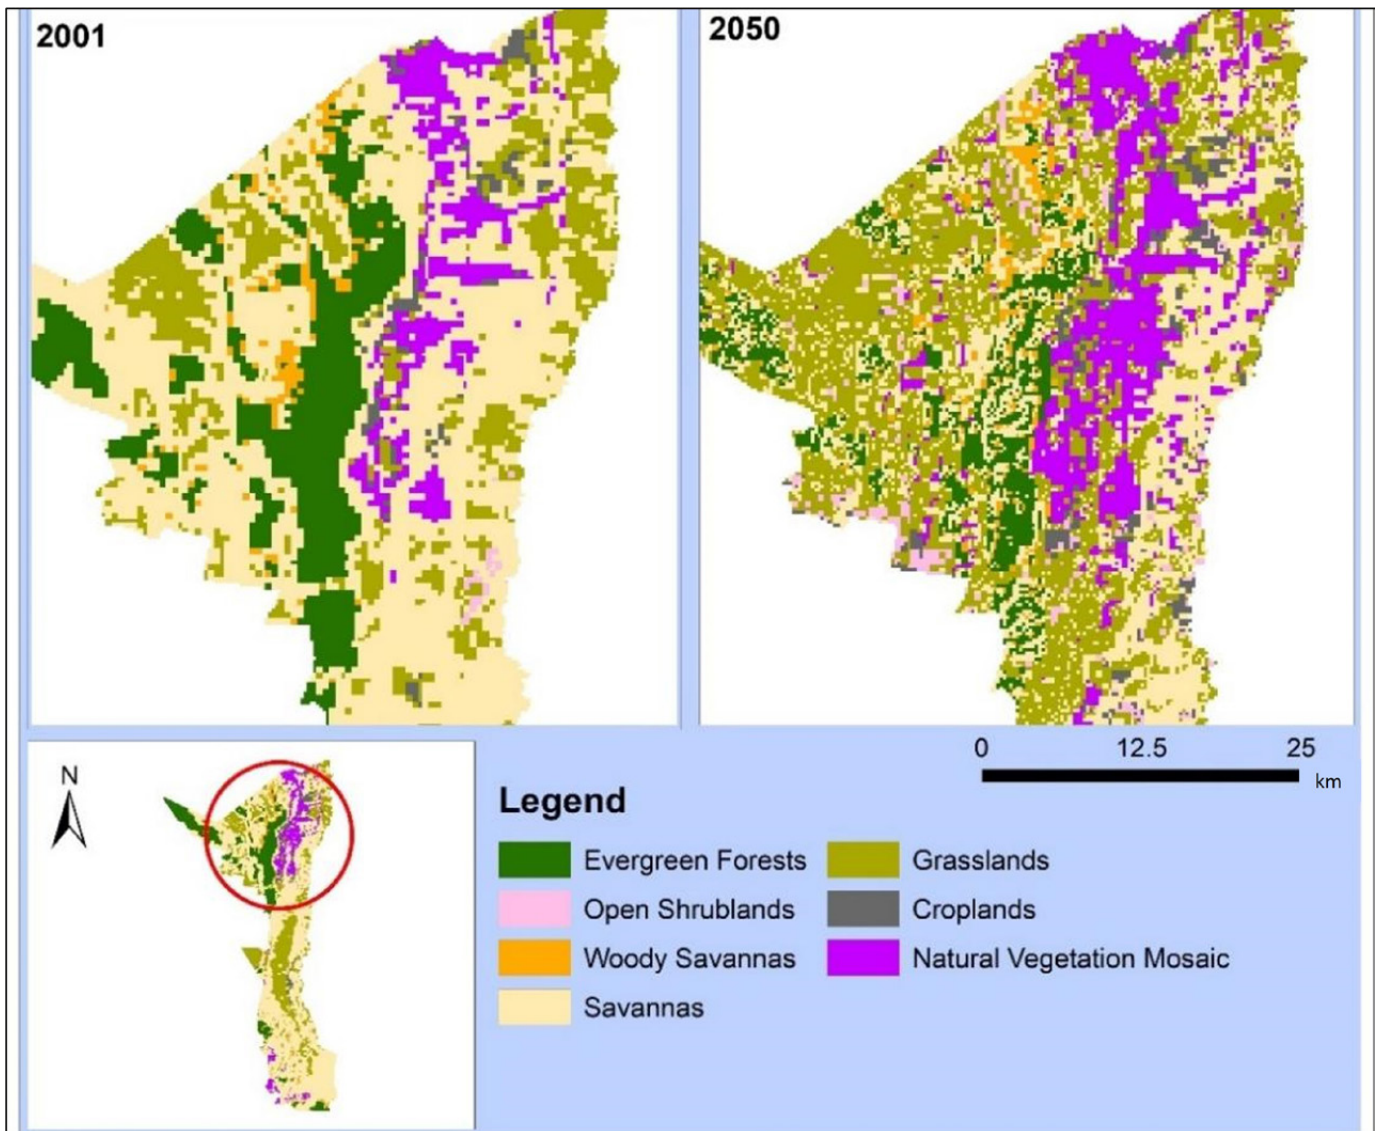 2001
2050
0 12.5 25
km
N
Legend
Evergreen Forests
Grasslands
Open Shrublands
Croplands
Woody Savannas
Natural Vegetation Mosaic
Savannas